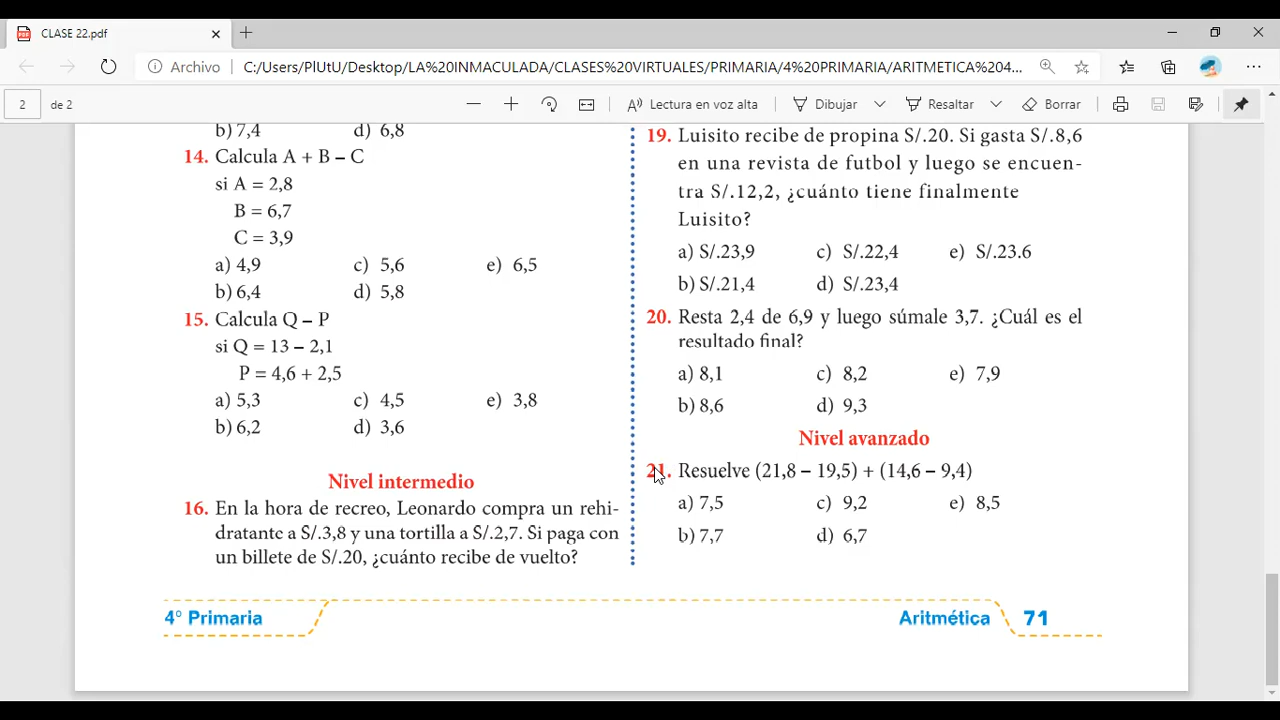 CLASE 22.pdf
Archivo C:/Users/PlUtU/Desktop/LA%20INMACULADA/CLASES%20VIRTUALES/PRIMARIA/4%20PRIMARIA/ARITMETICA%204...
2 de 2 Lectura en voz alta Dibujar Resaltar Borrar
b) 7,4 d) 6,8
14. Calcula A + B – C
si A = 2,8
B = 6,7
C = 3,9
a) 4,9 c) 5,6 e) 6,5
b) 6,4 d) 5,8
15. Calcula Q – P
si Q = 13 – 2,1
P = 4,6 + 2,5
a) 5,3 c) 4,5 e) 3,8
b) 6,2 d) 3,6
Nivel intermedio
16. En la hora de recreo, Leonardo compra un rehi-
dratante a S/.3,8 y una tortilla a S/.2,7. Si paga con
un billete de S/.20, ¿cuánto recibe de vuelto?
19. Luisito recibe de propina S/.20. Si gasta S/.8,6
en una revista de futbol y luego se encuen-
tra S/.12,2, ¿cuánto tiene finalmente
Luisito?
a) S/.23,9 c) S/.22,4 e) S/.23.6
b) S/.21,4 d) S/.23,4
20. Resta 2,4 de 6,9 y luego súmale 3,7. ¿Cuál es el
resultado final?
a) 8,1 c) 8,2 e) 7,9
b) 8,6 d) 9,3
Nivel avanzado
21. Resuelve (21,8 – 19,5) + (14,6 – 9,4)
a) 7,5 c) 9,2 e) 8,5
b) 7,7 d) 6,7
4° Primaria
Aritmética 71